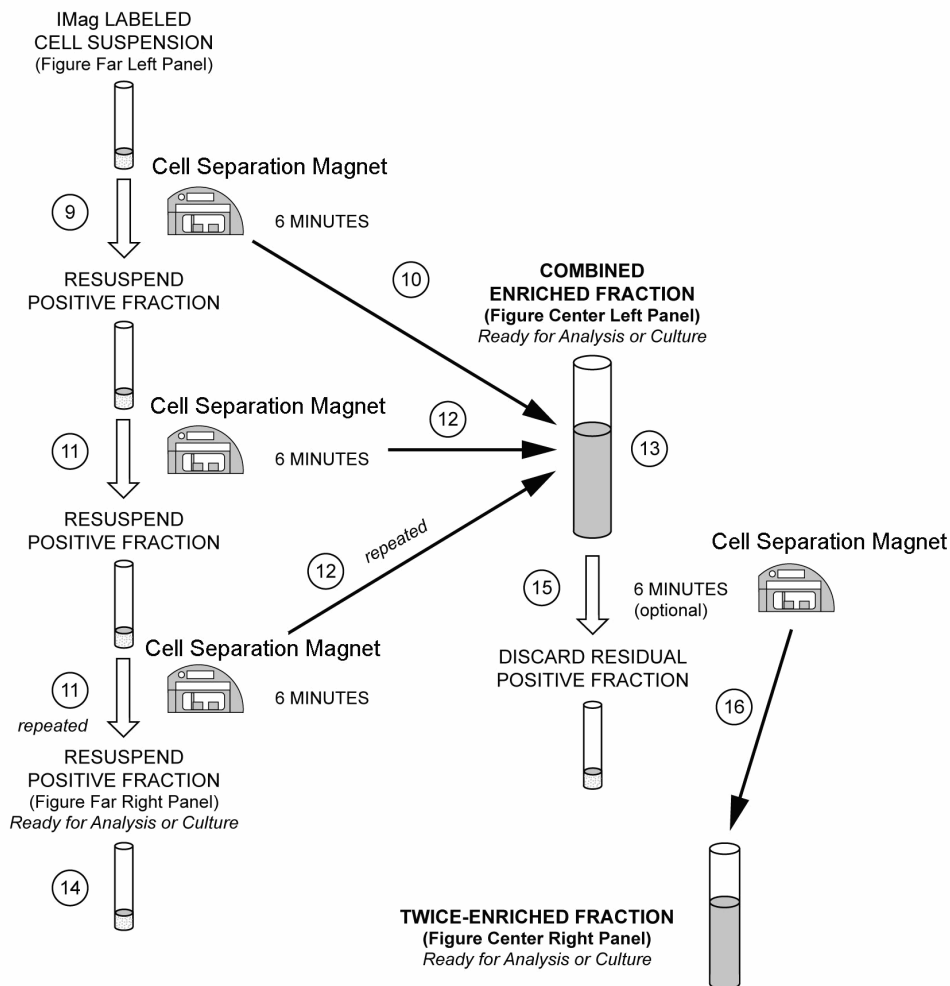 IMag LABELED
CELL SUSPENSION
(Figure Far Left Panel)
Cell Separation Magnet
9
6 MINUTES
10
RESUSPEND
POSITIVE FRACTION
COMBINED
ENRICHED FRACTION
(Figure Center Left Panel)
Ready for Analysis or Culture
Cell Separation Magnet
11
6 MINUTES
12
13
RESUSPEND
POSITIVE FRACTION
12
repeated
Cell Separation Magnet
15
6 MINUTES
(optional)
Cell Separation Magnet
11
repeated
6 MINUTES
DISCARD RESIDUAL
POSITIVE FRACTION
16
RESUSPEND
POSITIVE FRACTION
(Figure Far Right Panel)
Ready for Analysis or Culture
14
TWICE-ENRICHED FRACTION
(Figure Center Right Panel)
Ready for Analysis or Culture